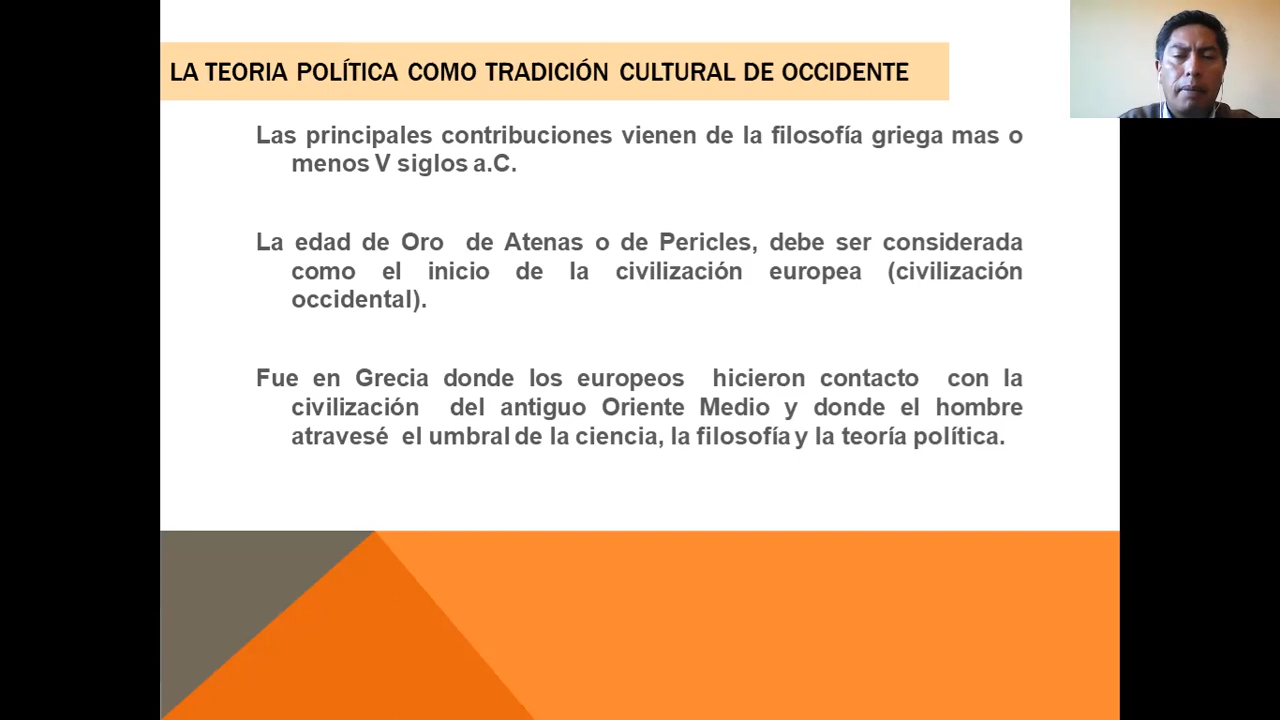 LA TEORIA POLÍTICA COMO TRADICIÓN CULTURAL DE OCCIDENTE
Las principales contribuciones vienen de la filosofía griega mas o
menos V siglos a.C.
La edad de Oro de Atenas o de Pericles, debe ser considerada
como el inicio de la civilización europea (civilización
occidental).
Fue en Grecia donde los europeos hicieron contacto con la
civilización del antiguo Oriente Medio y donde el hombre
atravesé el umbral de la ciencia, la filosofía y la teoría política.